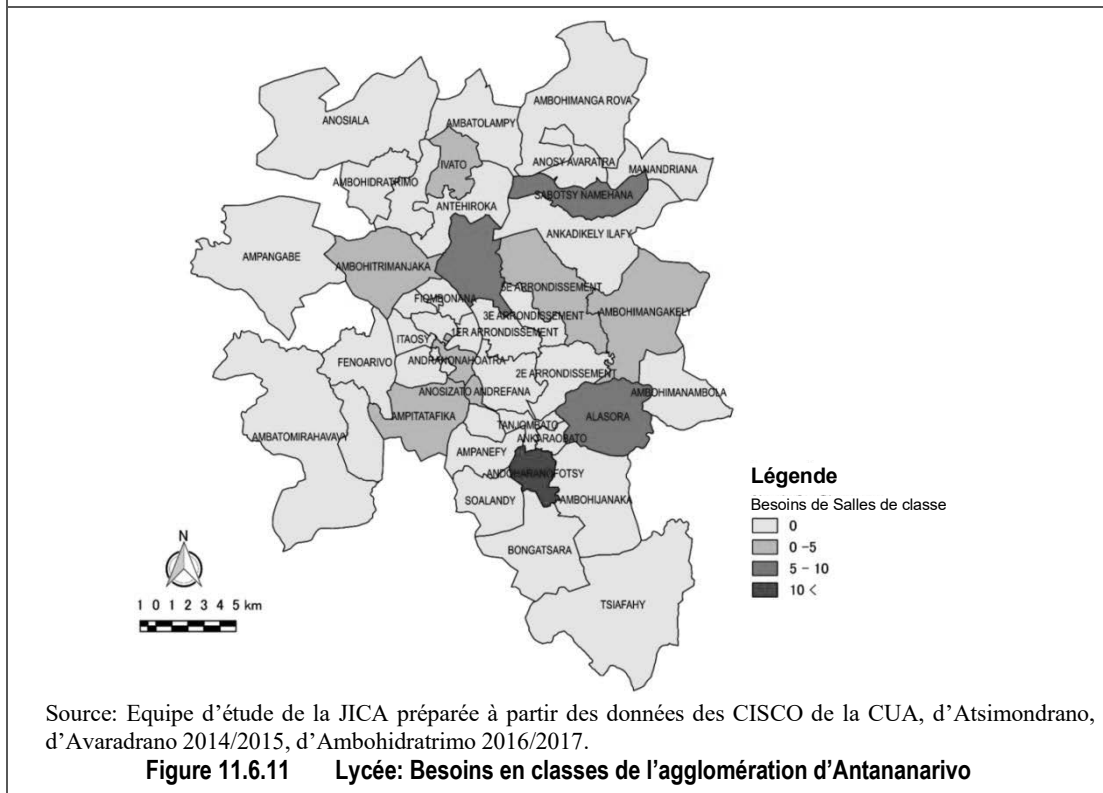 AMBOHIMANGA ROVA
ANOSIALA
AMBATOLAMPY
IVATO
ANOSY AVARATRA
MANANDRIANA
AMBOHIDRATRIMO
SABOTSY NAMEHANA
ANTEHIROKA
ANKADIKELY ILAFY
AMPANGABE
AMBOHITRIMANJAKA
5E ARRONDISSEMENT
FIOMBONANA
AMBOHIMANGAKELY
3E ARRONDISSEMENT
1ER ARRONDISSEMENT
ITAOSY
FENOARIVO
ANDRANONAHOATRA
2E ARRONDISSEMENT
ANOSIZATO ANDREFANA
AMBOHIMANAMBOLA
AMPITATAFIKA
ALASORA
TANJOMBATO
AMBATOMIRAHAVAVY
ANKARAOBATO
AMPANEFY
ANDOHARANOFOTSY
SOALANDY
AMBOHIJANAKA
BONGATSARA
TSIAFAHY
Légende
Besoins de Salles de classe
0
0 -5
5 - 10
10 <
N
1 0 1 2 3 4 5 km
Source: Equipe d’étude de la JICA préparée à partir des données des CISCO de la CUA, d’Atsimondrano,
d’Avaradrano 2014/2015, d’Ambohidratrimo 2016/2017.
Figure 11.6.11 Lycée: Besoins en classes de l’agglomération d’Antananarivo